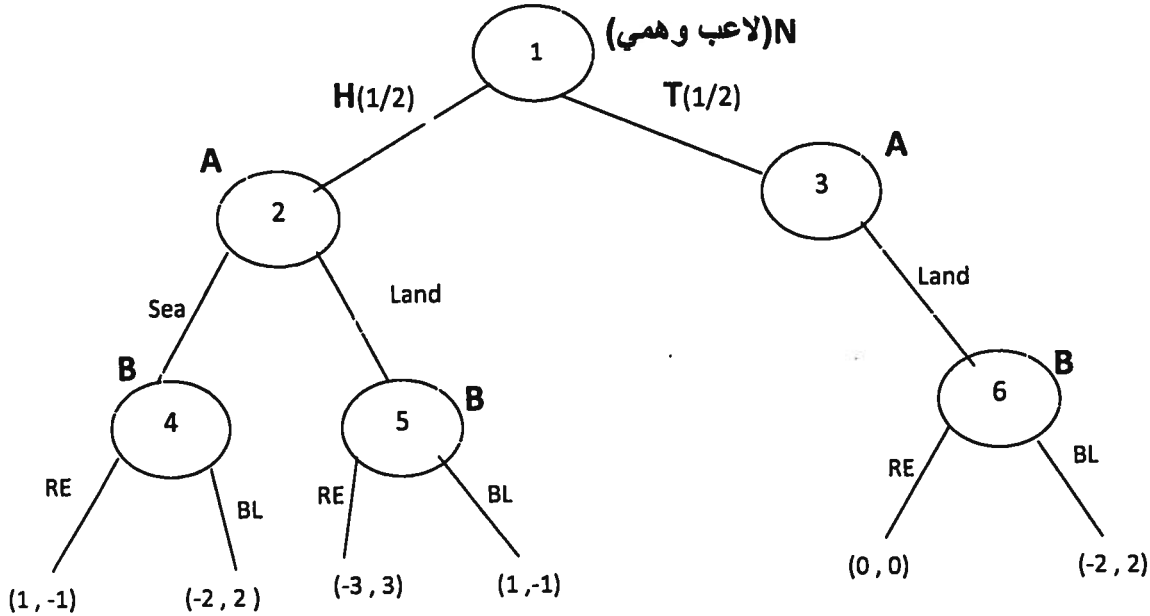 N(لاعب وهمي)
1
H(1/2)
T(1/2)
A
A
2
3
Sea
Land
Land
B
B
B
4
5
6
RE
BL
RE
BL
RE
BL
(1 , -1)
(-2 , 2 )
(-3 , 3)
(1 ,-1)
(0 , 0)
(-2 , 2)